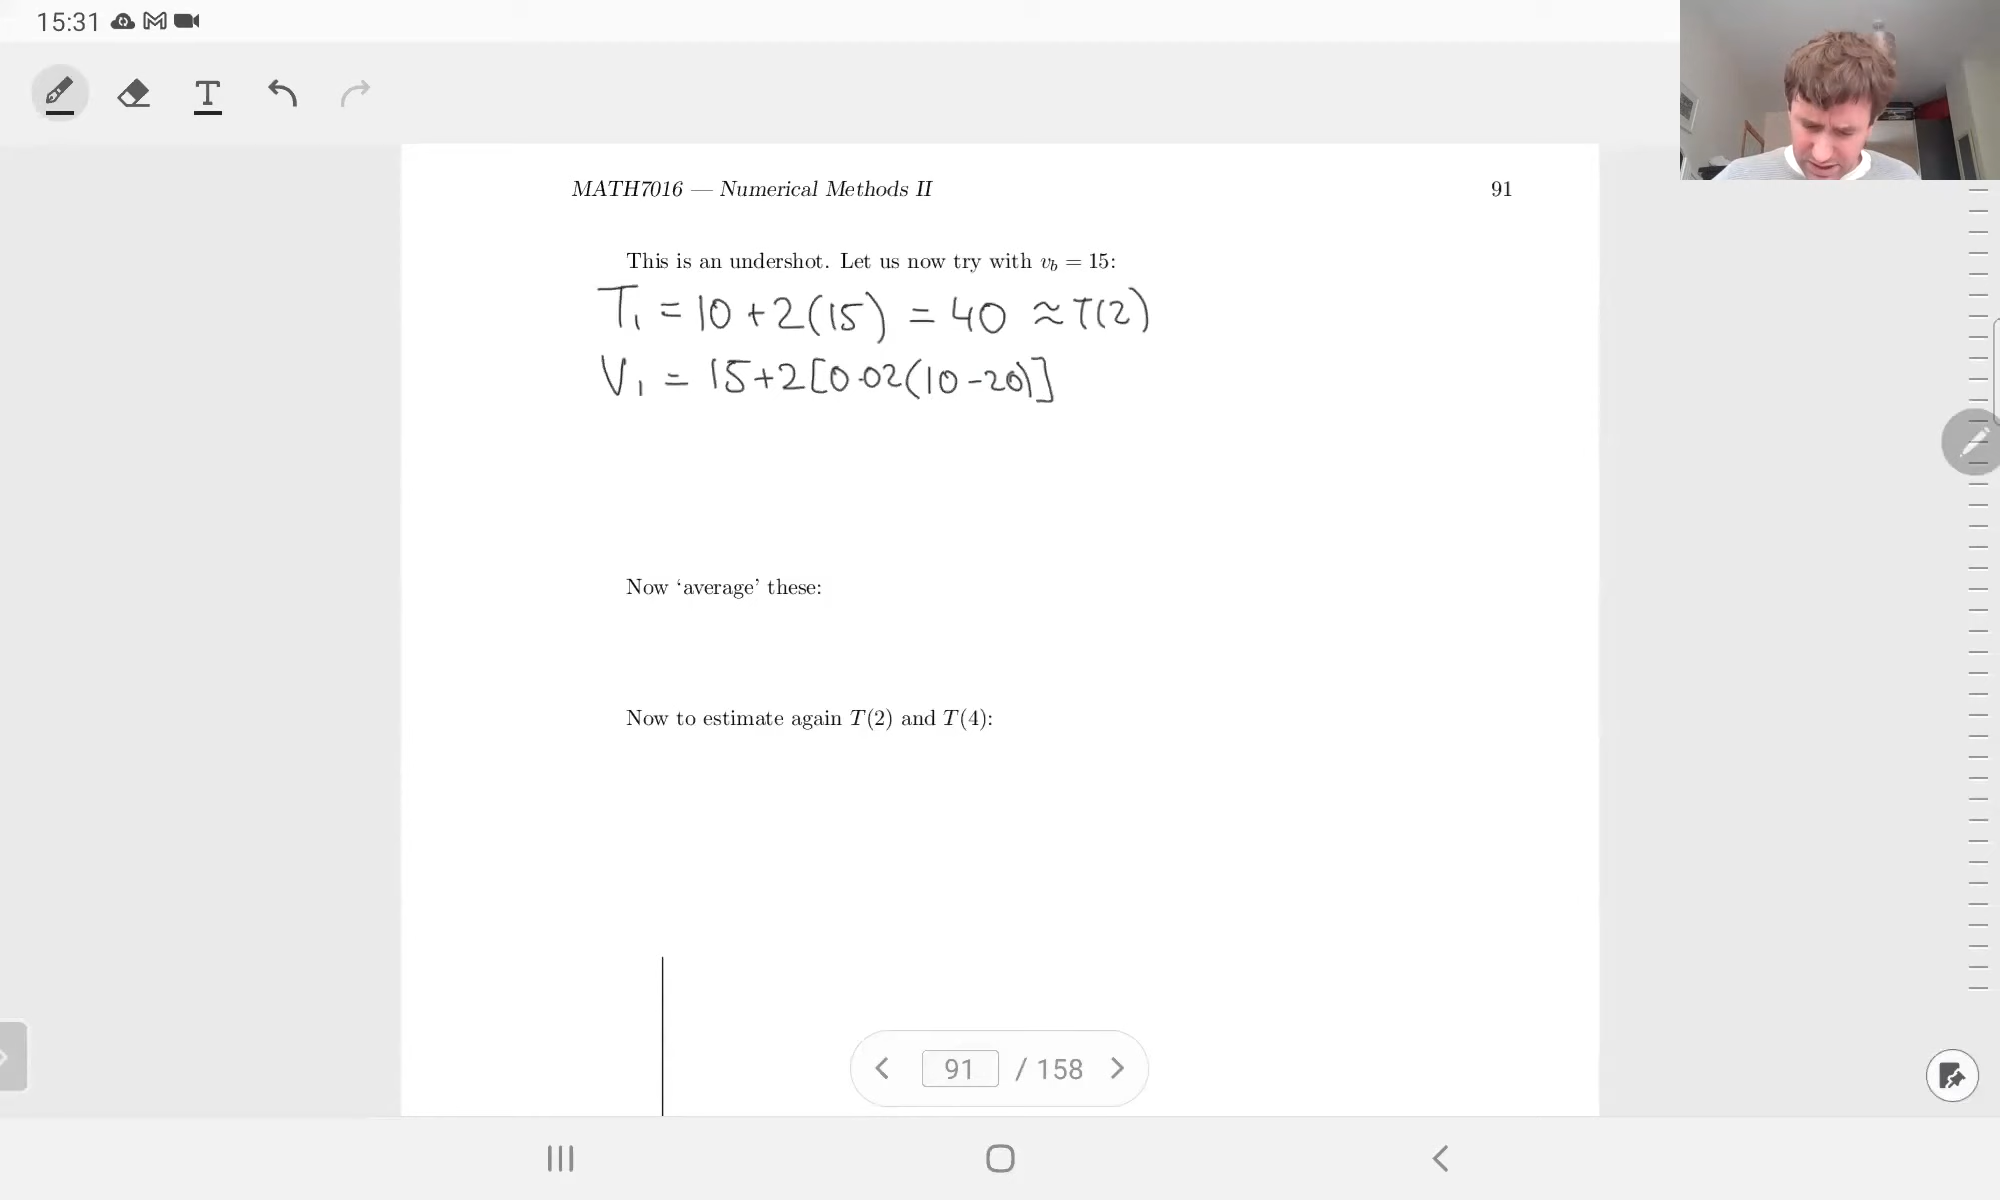 15:31
T
MATH7016 — Numerical Methods II 91
This is an undershot. Let us now try with v_b = 15:
T₁ = 10 + 2(15) = 40 ≈ T(2)
V₁ = 15+2[0.02(10-20)]
Now ‘average’ these:
Now to estimate again T(2) and T(4):
91 / 158